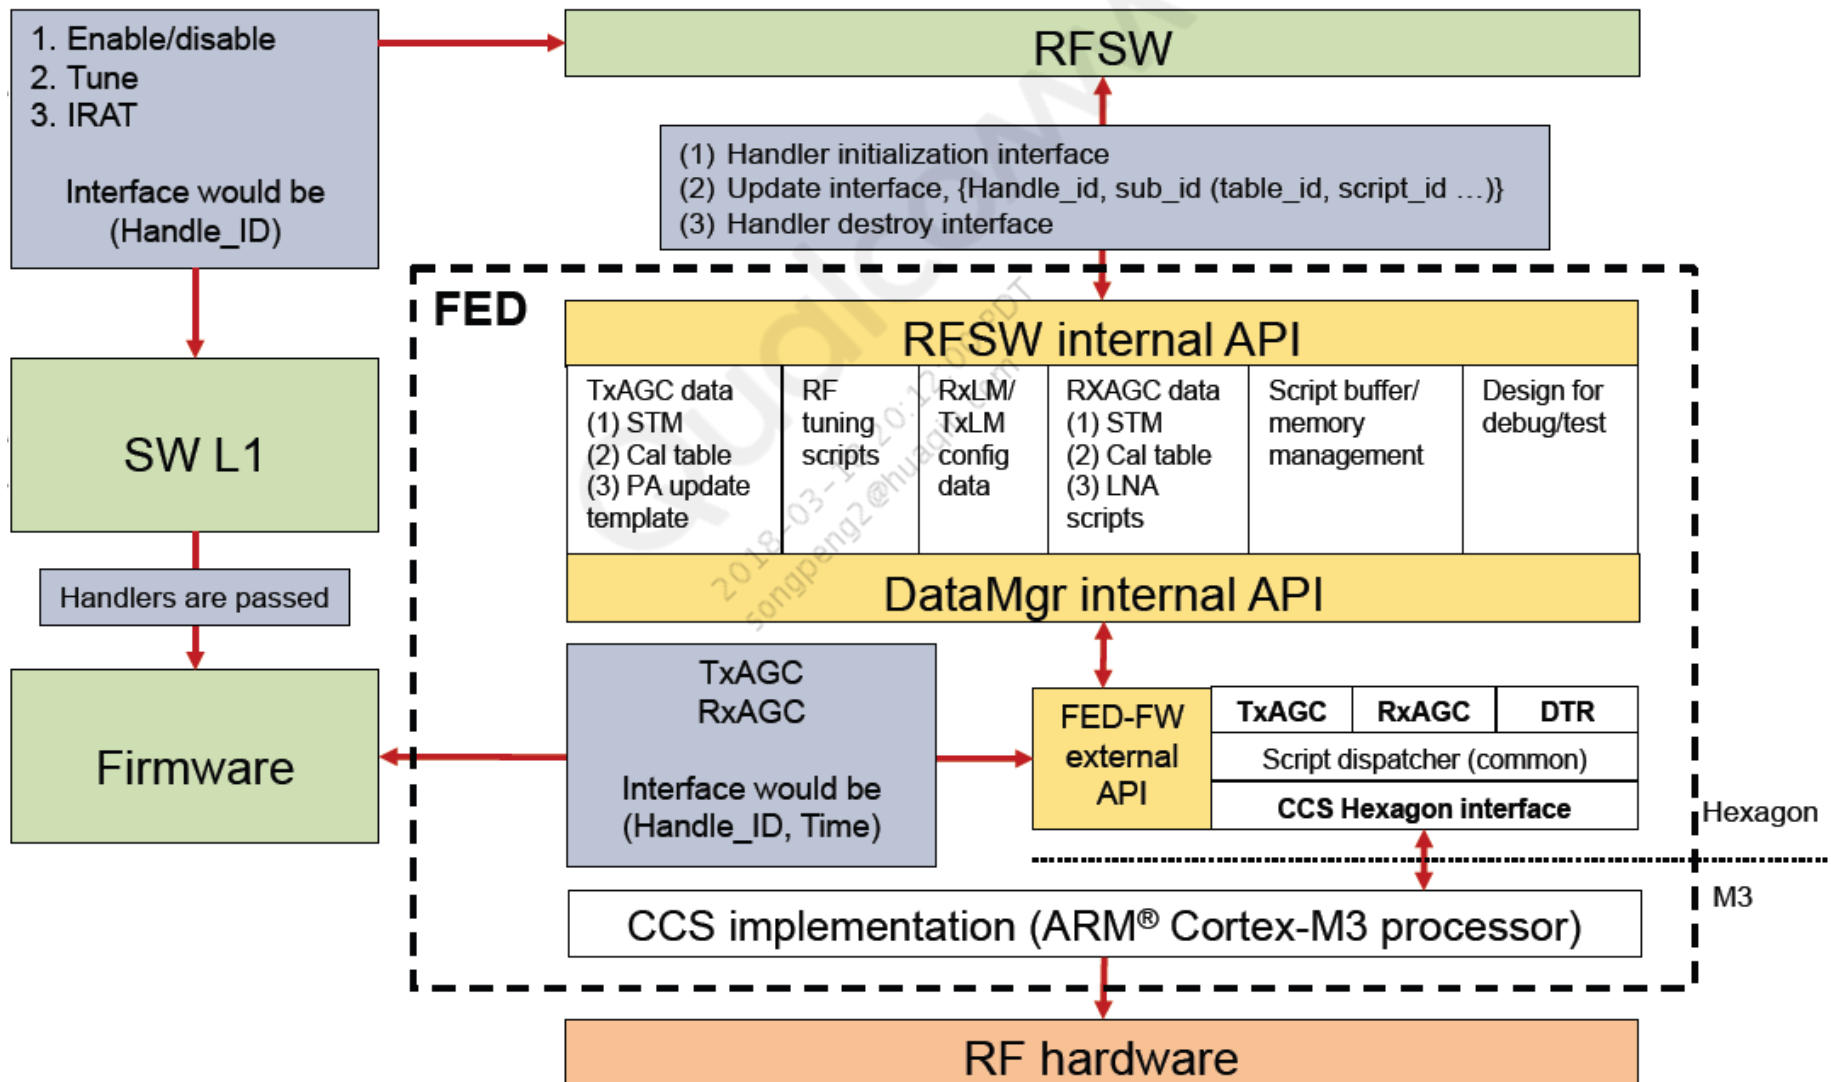 1. Enable/disable
2. Tune
3. IRAT
Interface would be
(Handle_ID)
RFSW
(1) Handler initialization interface
(2) Update interface, {Handle_id, sub_id (table_id, script_id ...)}
(3) Handler destroy interface
FED
RFSW internal API
TxAGC data
(1) STM
(2) Cal table
(3) PA update
template
RF
tuning
scripts
RxLM/
TxLM
config
data
RXAGC data
(1) STM
(2) Cal table
(3) LNA
scripts
Script buffer/
memory
management
Design for
debug/test
DataMgr internal API
SW L1
Handlers are passed
Firmware
TxAGC
RxAGC
Interface would be
(Handle_ID, Time)
FED-FW
external
API
TxAGC
RxAGC
DTR
Script dispatcher (common)
CCS Hexagon interface
Hexagon
M3
CCS implementation (ARM® Cortex-M3 processor)
RF hardware
Qualcomm